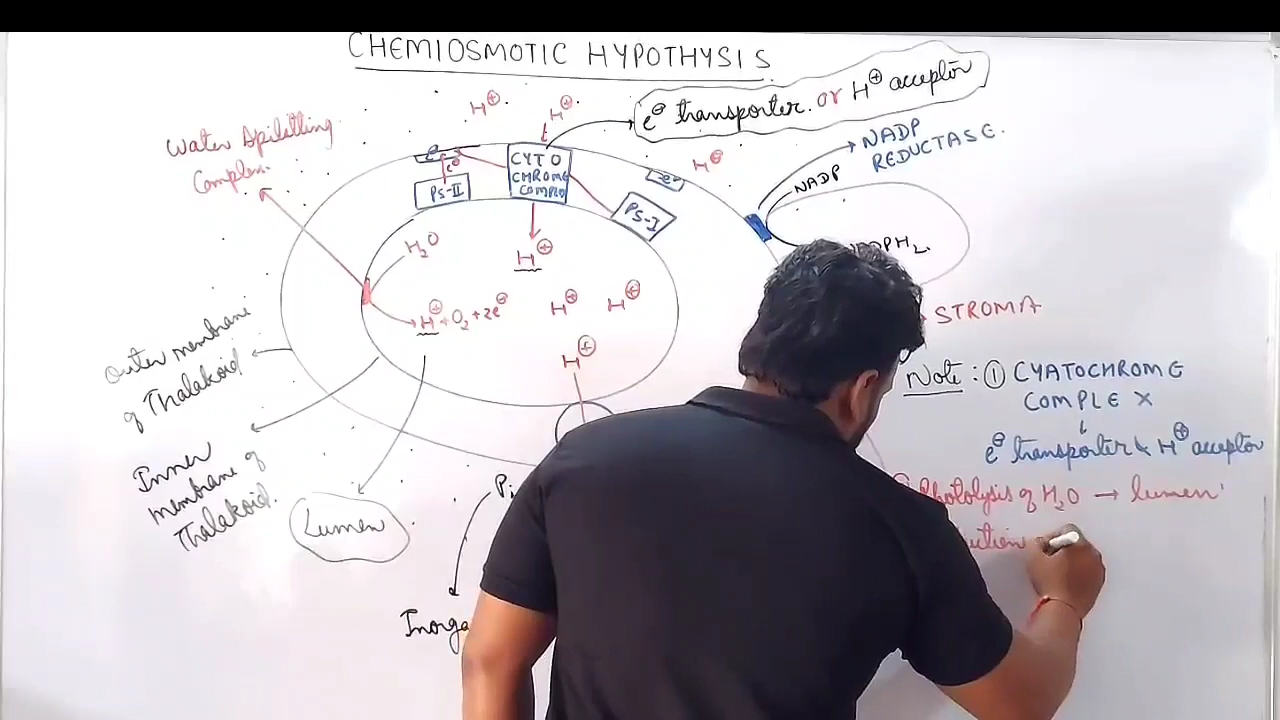 CHEMIOSMOTIC HYPOTHYSIS
H⊕
H⊕
e⊖ transporter. or H⊕ acceptor
Water Spilitting
Complex.
NADP
REDUCTASE.
H⊕
e⊖
CYTO
CHROME
COMPLE
NADP
PS-II
PS-I
H2O
H⊕
H⊕ + O2 + 2e⊖
H⊕
H⊕
STROMA
H⊕
Outer membrane
of Thalakoid
Note : ① CYATOCHROME
COMPLEX
e⊖ transporter & H⊕ acceptor
Inner
membrane of
Thalakoid.
Photolysis of H2O → lumen
Lumen
Pi